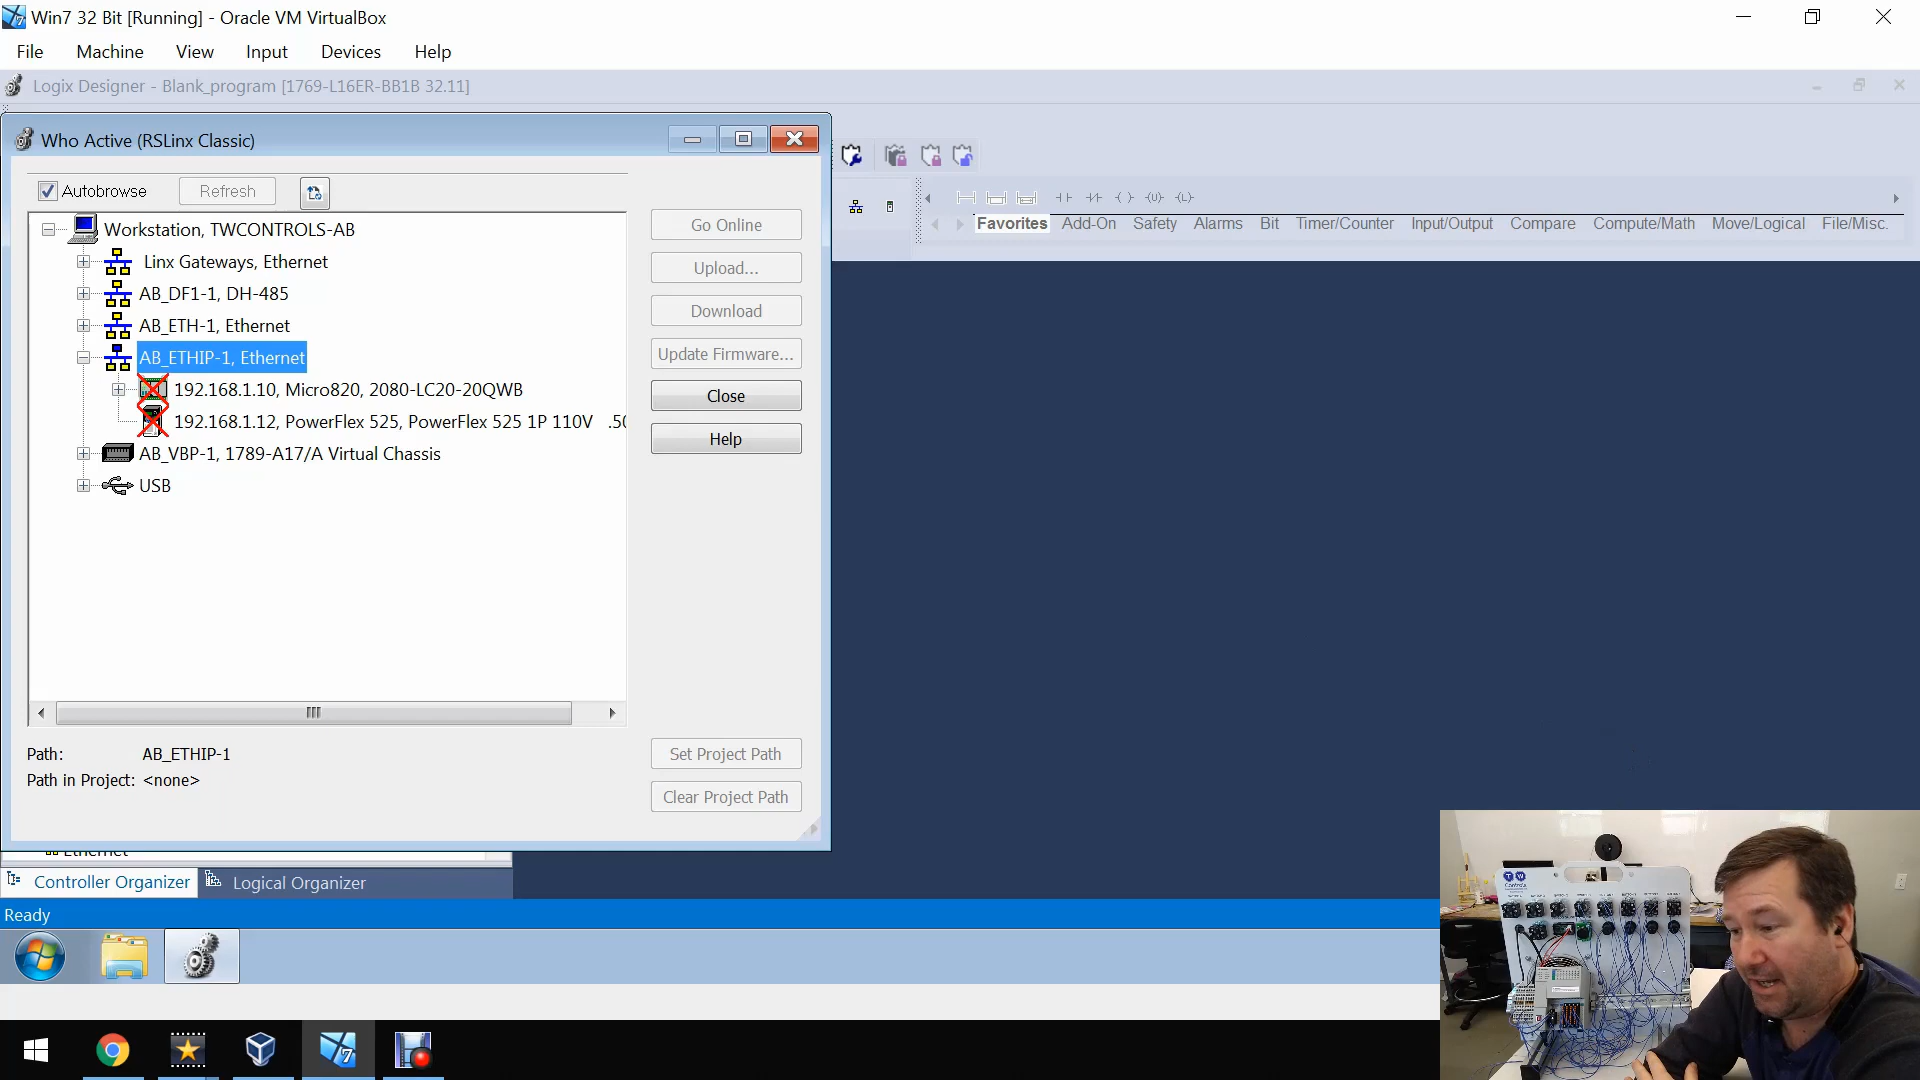 Win7 32 Bit [Running] - Oracle VM VirtualBox
File Machine View Input Devices Help
Logix Designer - Blank_program [1769-L16ER-BB1B 32.11]
Who Active (RSLinx Classic)
Autobrowse Refresh
Workstation, TWCONTROLS-AB
Linx Gateways, Ethernet
AB_DF1-1, DH-485
AB_ETH-1, Ethernet
AB_ETHIP-1, Ethernet
192.168.1.10, Micro820, 2080-LC20-20QWB
192.168.1.12, PowerFlex 525, PowerFlex 525 1P 110V .50
AB_VBP-1, 1789-A17/A Virtual Chassis
USB
Go Online
Upload...
Download
Update Firmware...
Close
Help
Path: AB_ETHIP-1
Path in Project: <none>
Set Project Path
Clear Project Path
Favorites Add-On Safety Alarms Bit Timer/Counter Input/Output Compare Compute/Math Move/Logical File/Misc.
Ethernet
Controller Organizer Logical Organizer
Ready
TW
Controls